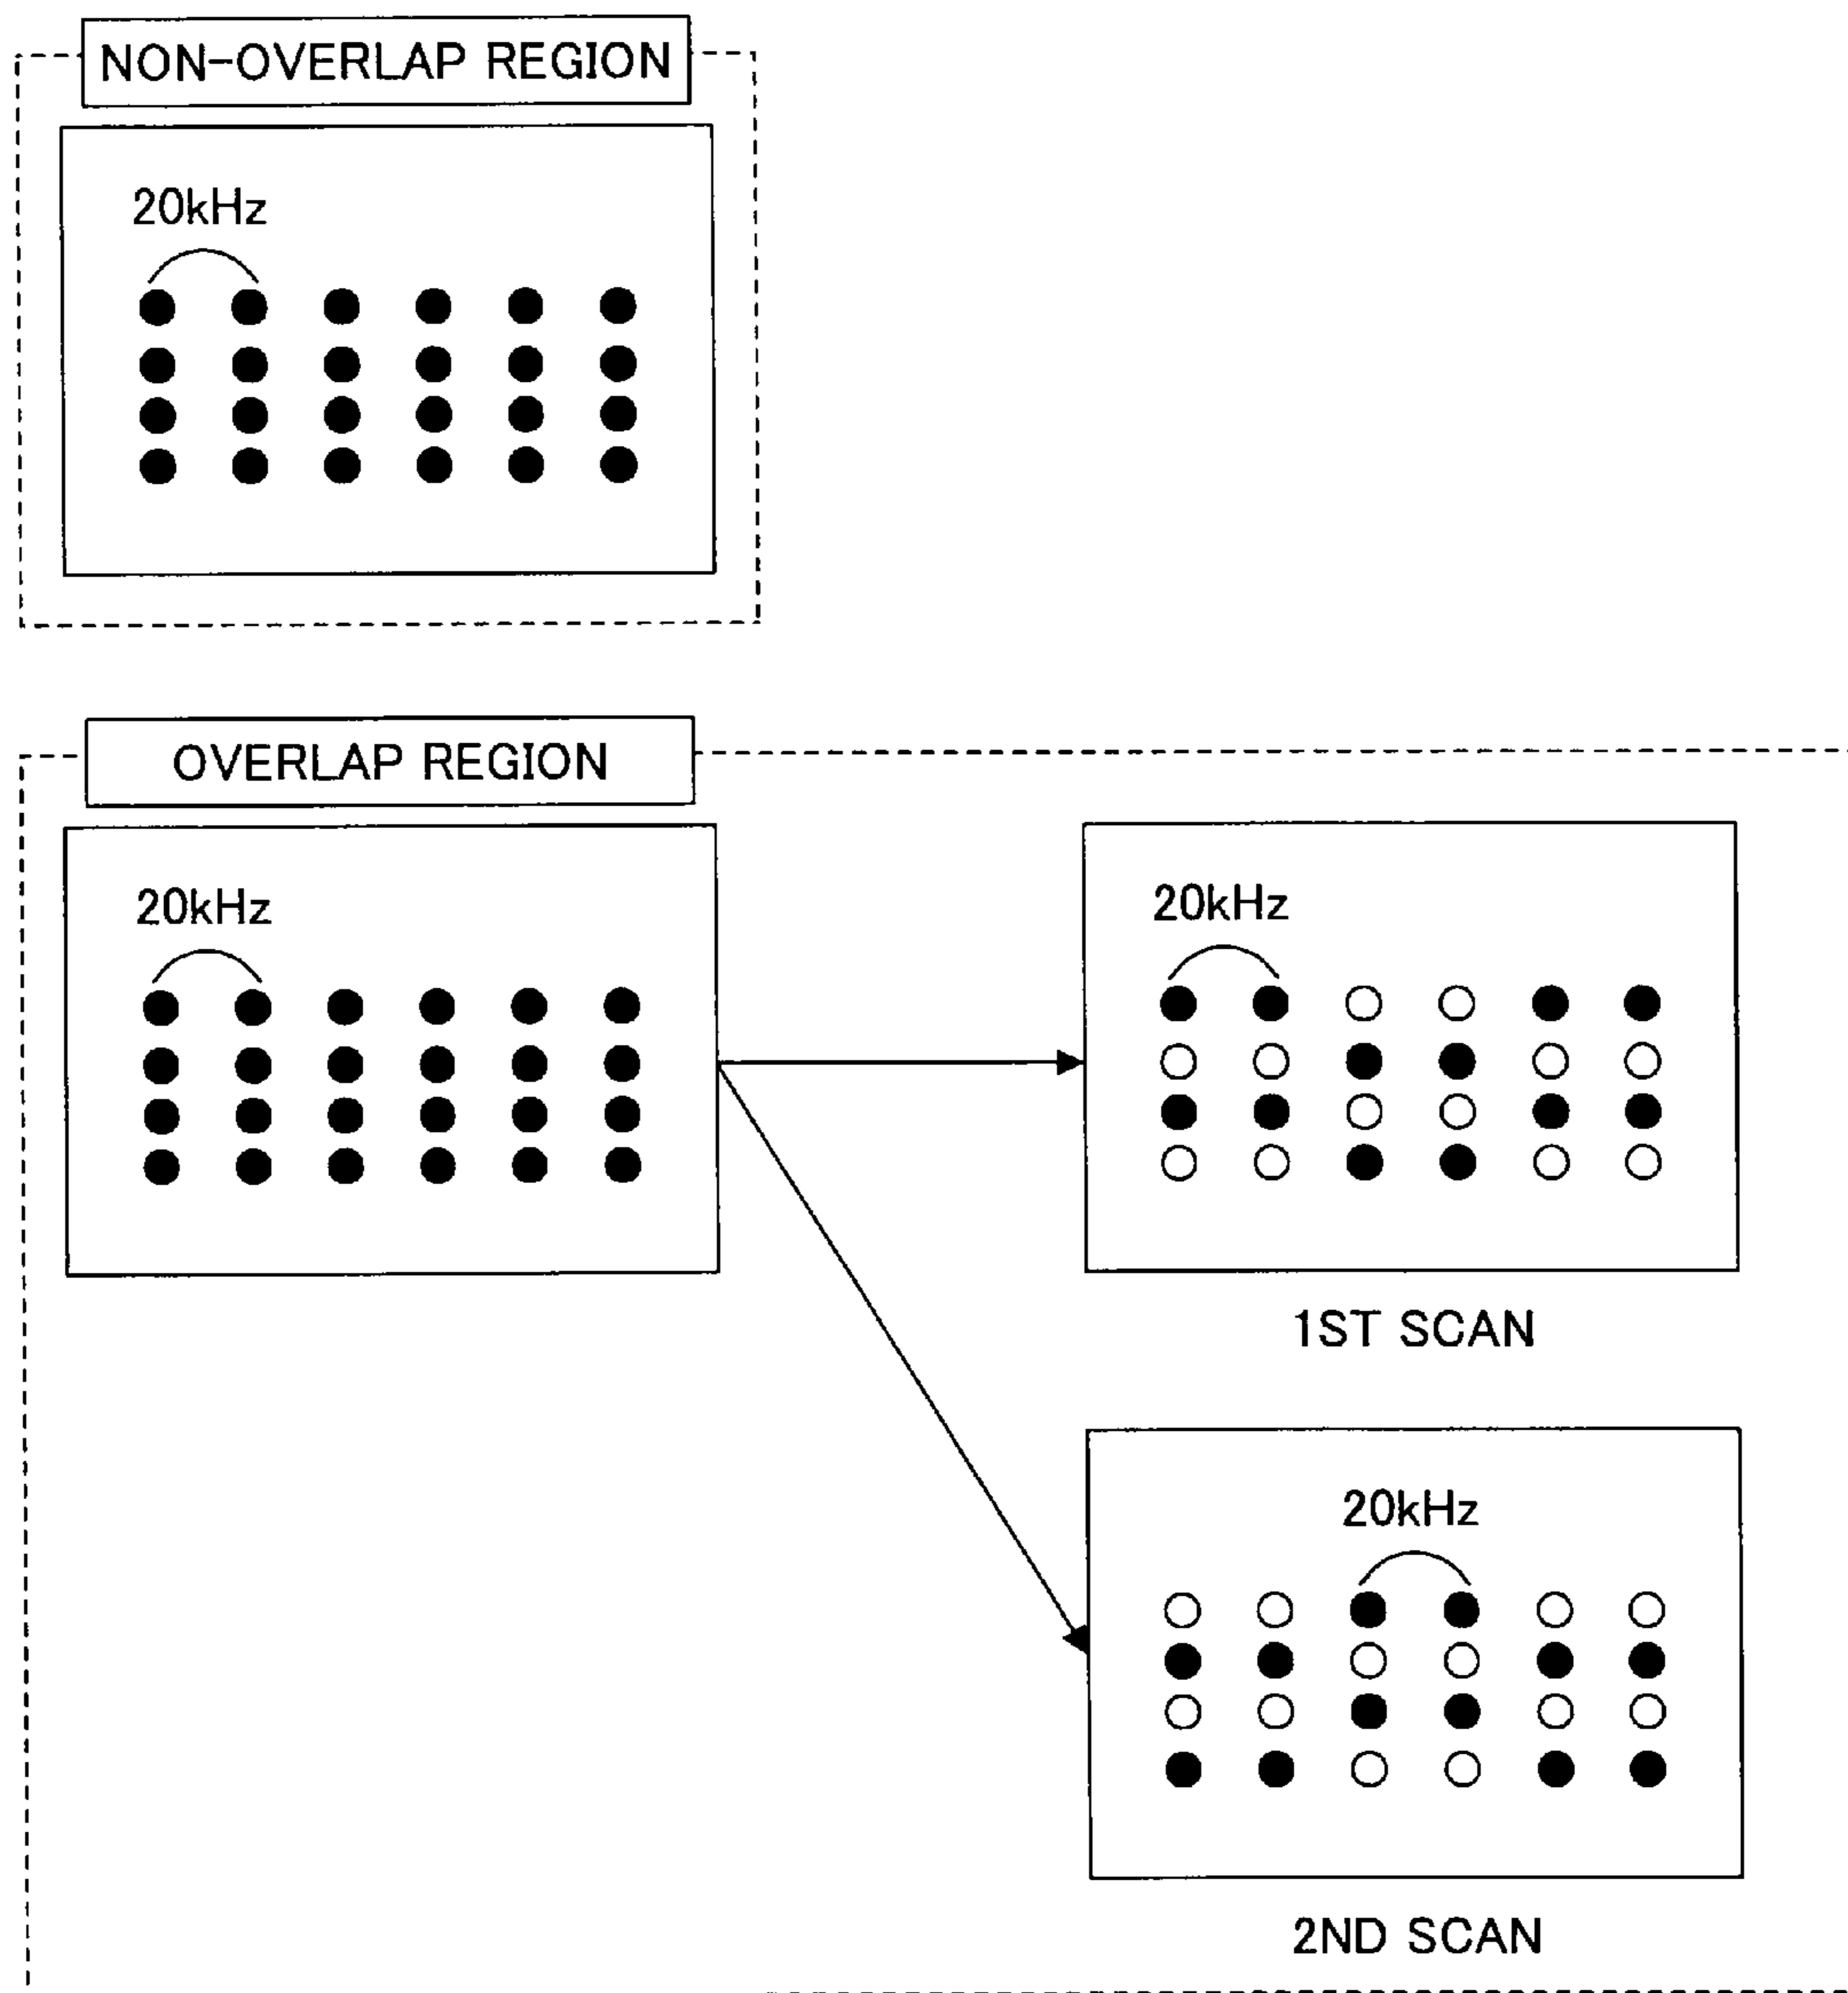 NON-OVERLAP REGION
20kHz
OVERLAP REGION
20kHz
20kHz
1ST SCAN
20kHz
2ND SCAN